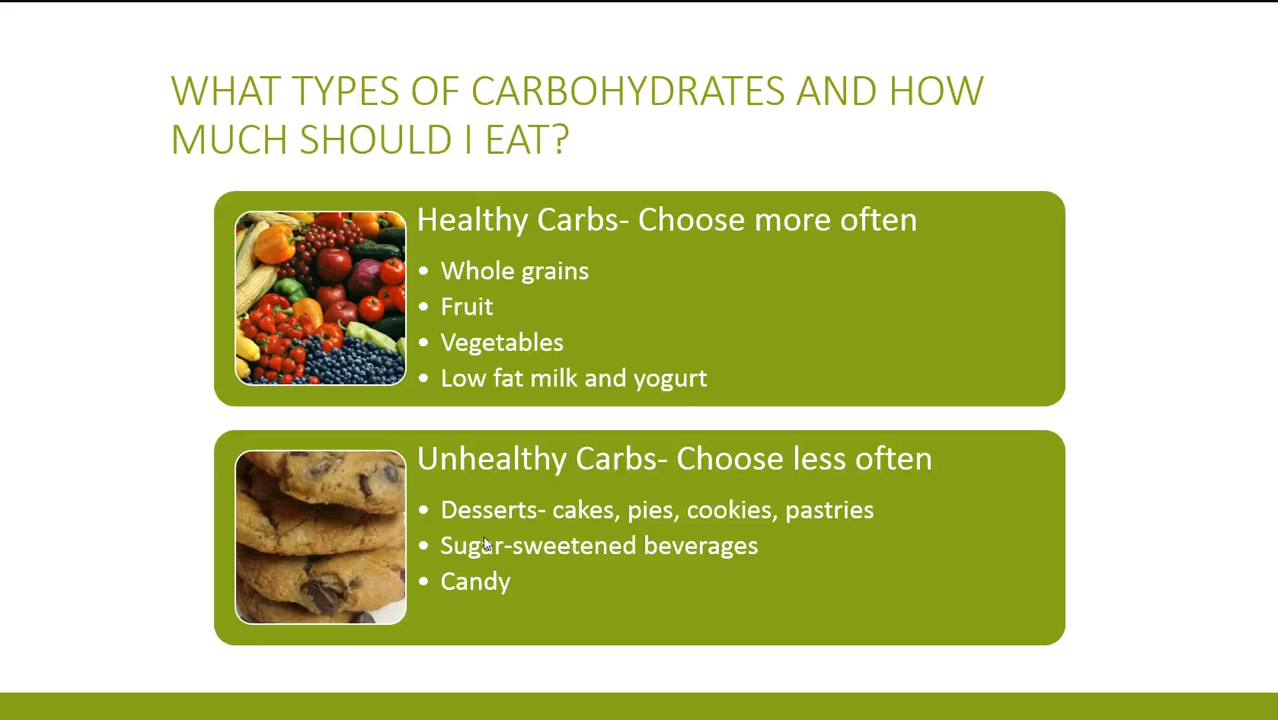 WHAT TYPES OF CARBOHYDRATES AND HOW
MUCH SHOULD I EAT?
Healthy Carbs- Choose more often
• Whole grains
• Fruit
• Vegetables
• Low fat milk and yogurt
Unhealthy Carbs- Choose less often
• Desserts- cakes, pies, cookies, pastries
• Sugar-sweetened beverages
• Candy